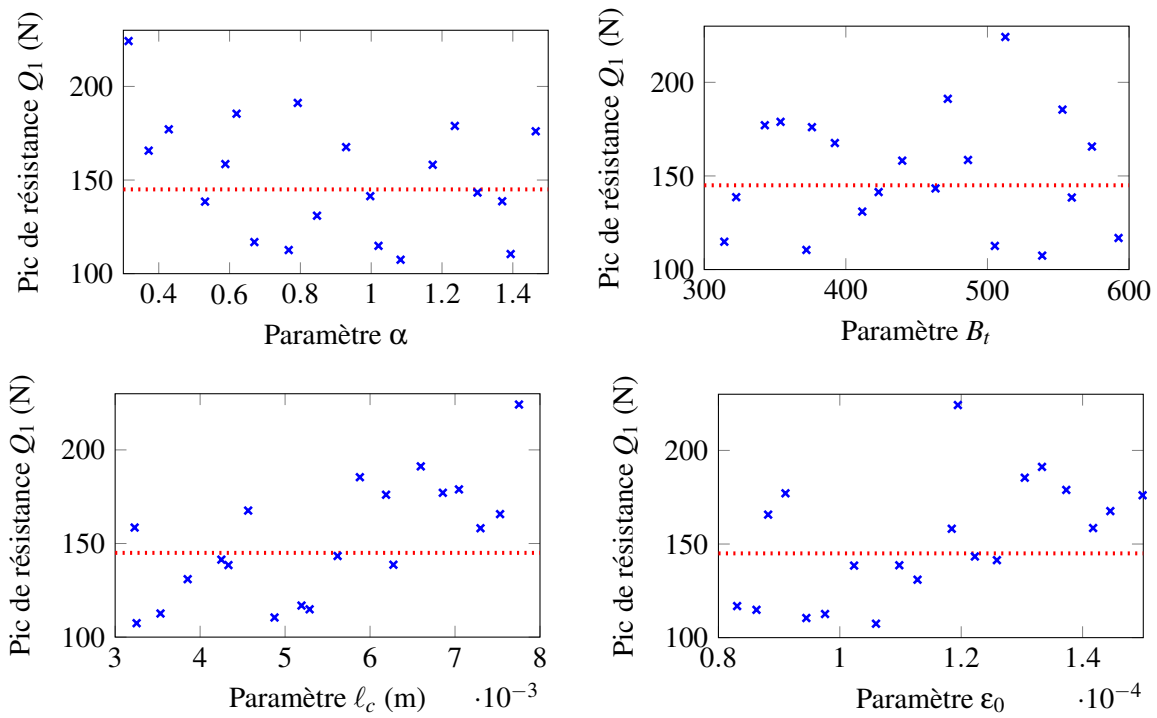 Pic de résistance Q₁ (N)
200
150
100
0.4 0.6 0.8 1 1.2 1.4
Paramètre α
Pic de résistance Q₁ (N)
200
150
100
300 400 500 600
Paramètre Bₜ
Pic de résistance Q₁ (N)
200
150
100
3 4 5 6 7 8
Paramètre ℓ_c (m) ·10⁻³
Pic de résistance Q₁ (N)
200
150
100
0.8 1 1.2 1.4
Paramètre ε₀ ·10⁻⁴